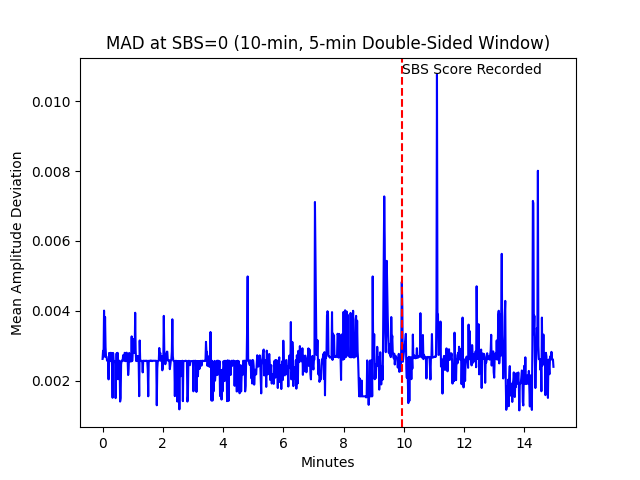 MAD at SBS=0 (10-min, 5-min Double-Sided Window)
SBS Score Recorded
Mean Amplitude Deviation
0.010
0.008
0.006
0.004
0.002
0 2 4 6 8 10 12 14
Minutes